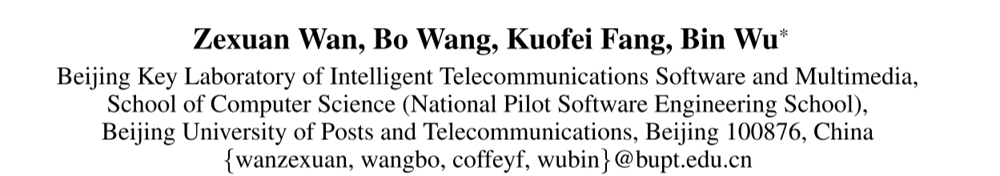 Zexuan Wan, Bo Wang, Kuofei Fang, Bin Wu*
Beijing Key Laboratory of Intelligent Telecommunications Software and Multimedia,
School of Computer Science (National Pilot Software Engineering School),
Beijing University of Posts and Telecommunications, Beijing 100876, China
{wanzexuan, wangbo, coffeyf, wubin}@bupt.edu.cn